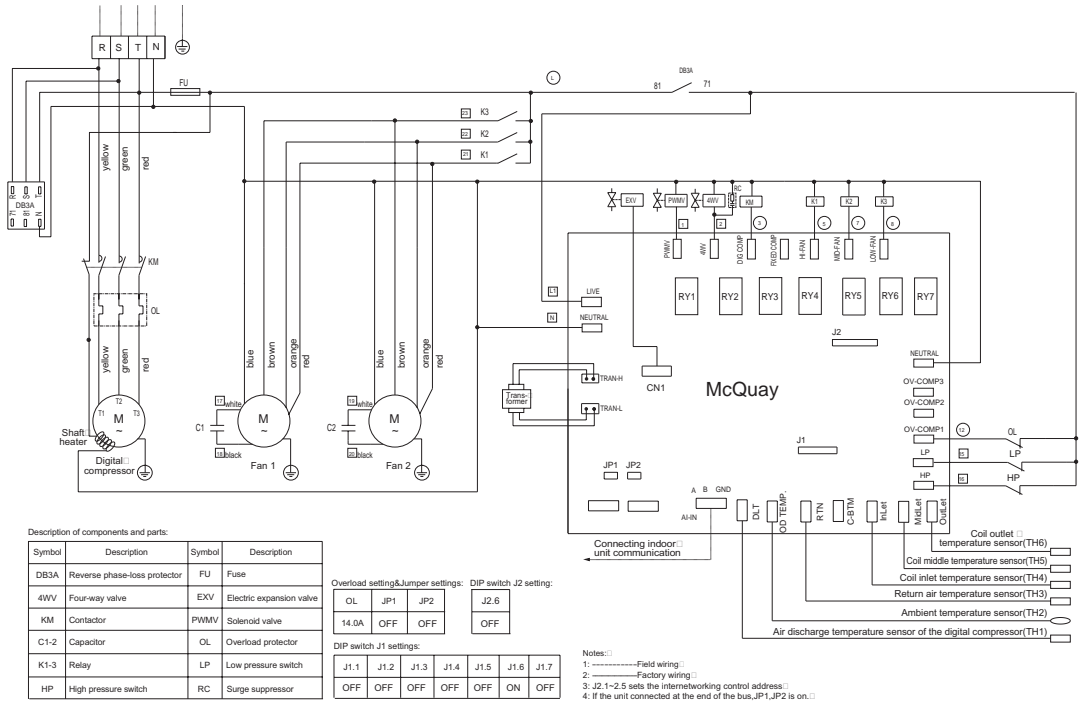 R S T N
FU
L
DB3A
81 71
23 K3
22 K2
21 K1
yellow
green
red
R S T
DB3A
71 81 N
KM
OL
yellow
green
red
T1 T2 T3
M
~
Shaft
heater
Digital
compressor
blue
brown
orange
red
17 white
C1
18 black
M
~
Fan 1
blue
brown
orange
red
19 white
C2
20 black
M
~
Fan 2
EXV
PWMV
4WV
RC
KM
K1
K2
K3
1
2
3
5
7
8
PWMV
4WV
DIG COMP
FIXED COMP
HI-FAN
MID-FAN
LOW-FAN
RY1 RY2 RY3 RY4 RY5 RY6 RY7
L1 LIVE
N NEUTRAL
J2
TRAN-H
Trans-
former
TRAN-L
CN1
McQuay
NEUTRAL
OV-COMP3
OV-COMP2
OV-COMP1
12 OL
LP
15 LP
HP
16 HP
J1
JP1 JP2
A B GND
AI-IN
DLT
OD TEMP.
RTN
C-BTM
InLet
MidLet
OutLet
Connecting indoor
unit communication
Coil outlet
temperature sensor(TH6)
Coil middle temperature sensor(TH5)
Coil inlet temperature sensor(TH4)
Return air temperature sensor(TH3)
Ambient temperature sensor(TH2)
Air discharge temperature sensor of the digital compressor(TH1)
Description of components and parts:
Symbol Description Symbol Description
DB3A Reverse phase-loss protector FU Fuse
4WV Four-way valve EXV Electric expansion valve
KM Contactor PWMV Solenoid valve
C1-2 Capacitor OL Overload protector
K1-3 Relay LP Low pressure switch
HP High pressure switch RC Surge suppressor
Overload setting&Jumper settings:
OL JP1 JP2
14.0A OFF OFF
DIP switch J2 setting:
J2.6
OFF
DIP switch J1 settings:
J1.1 J1.2 J1.3 J1.4 J1.5 J1.6 J1.7
OFF OFF OFF OFF OFF ON OFF
Notes:
1: -----------Field wiring
2: ———Factory wiring
3: J2.1~2.5 sets the internetworking control address
4: If the unit connected at the end of the bus,JP1,JP2 is on.